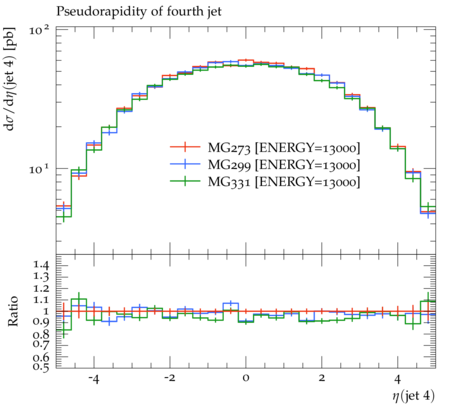 Pseudorapidity of fourth jet
dσ/dη(jet 4) [pb]
10²
10¹
MG273 [ENERGY=13000]
MG299 [ENERGY=13000]
MG331 [ENERGY=13000]
Ratio
1.4
1.3
1.2
1.1
1
0.9
0.8
0.7
0.6
0.5
-4 -2 0 2 4
η(jet 4)